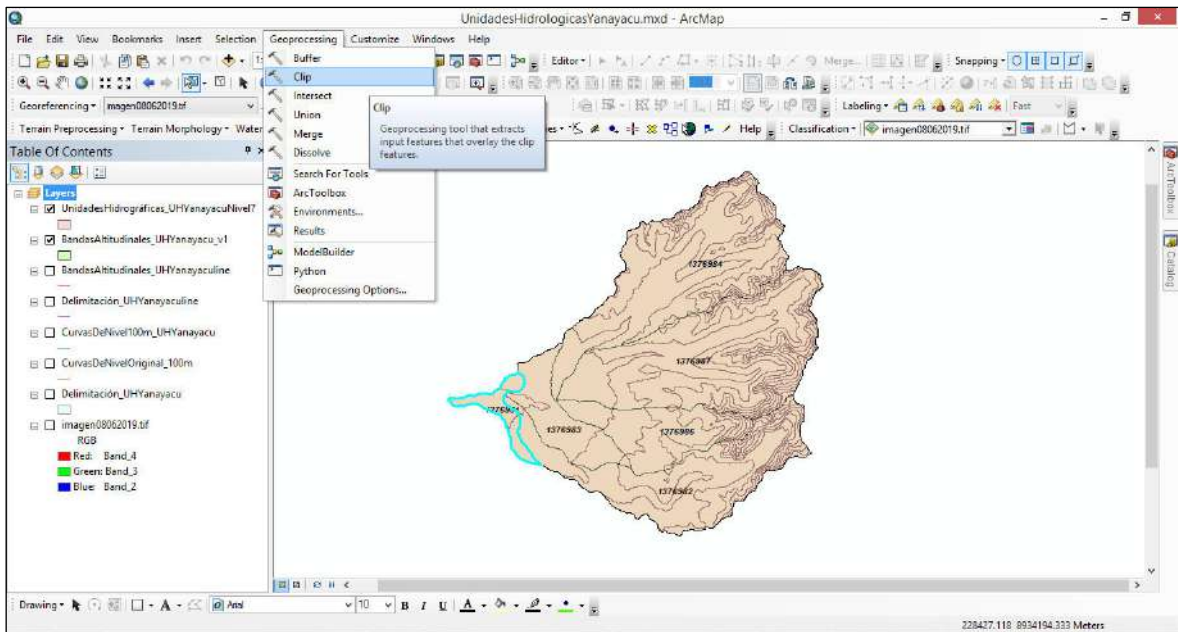 UnidadesHidrologicasYanayacu.mxd - ArcMap
File Edit View Bookmarks Insert Selection Geoprocessing Customize Windows Help
Editor Merge... Snapping
Georeferencing magen08062019.tif Labeling Fast
Terrain Preprocessing Terrain Morphology Water Help Classification imagen08062019.tif
Buffer
Clip
Intersect
Union
Merge
Dissolve
Search For Tools
ArcToolbox
Environments...
Results
ModelBuilder
Python
Geoprocessing Options...
Clip
Geoprocessing tool that extracts
input features that overlay the clip
features.
Table Of Contents
Layers
UnidadesHidrográficas_UHYanayacuNivel7
BandasAltitudinales_UHYanayacu_v1
BandasAltitudinales_UHYanayaculine
Delimitación_UHYanayaculine
CurvasDeNivel100m_UHYanayacu
CurvasDeNivelOriginal_100m
Delimitación_UHYanayacu
imagen08062019.tif
RGB
Red: Band_4
Green: Band_3
Blue: Band_2
1376984
1376987
1376981
1376983
1376986
1376982
ArcToolbox
Catalog
Drawing A Arial 10 B I U A
228427.118 8934194.333 Meters